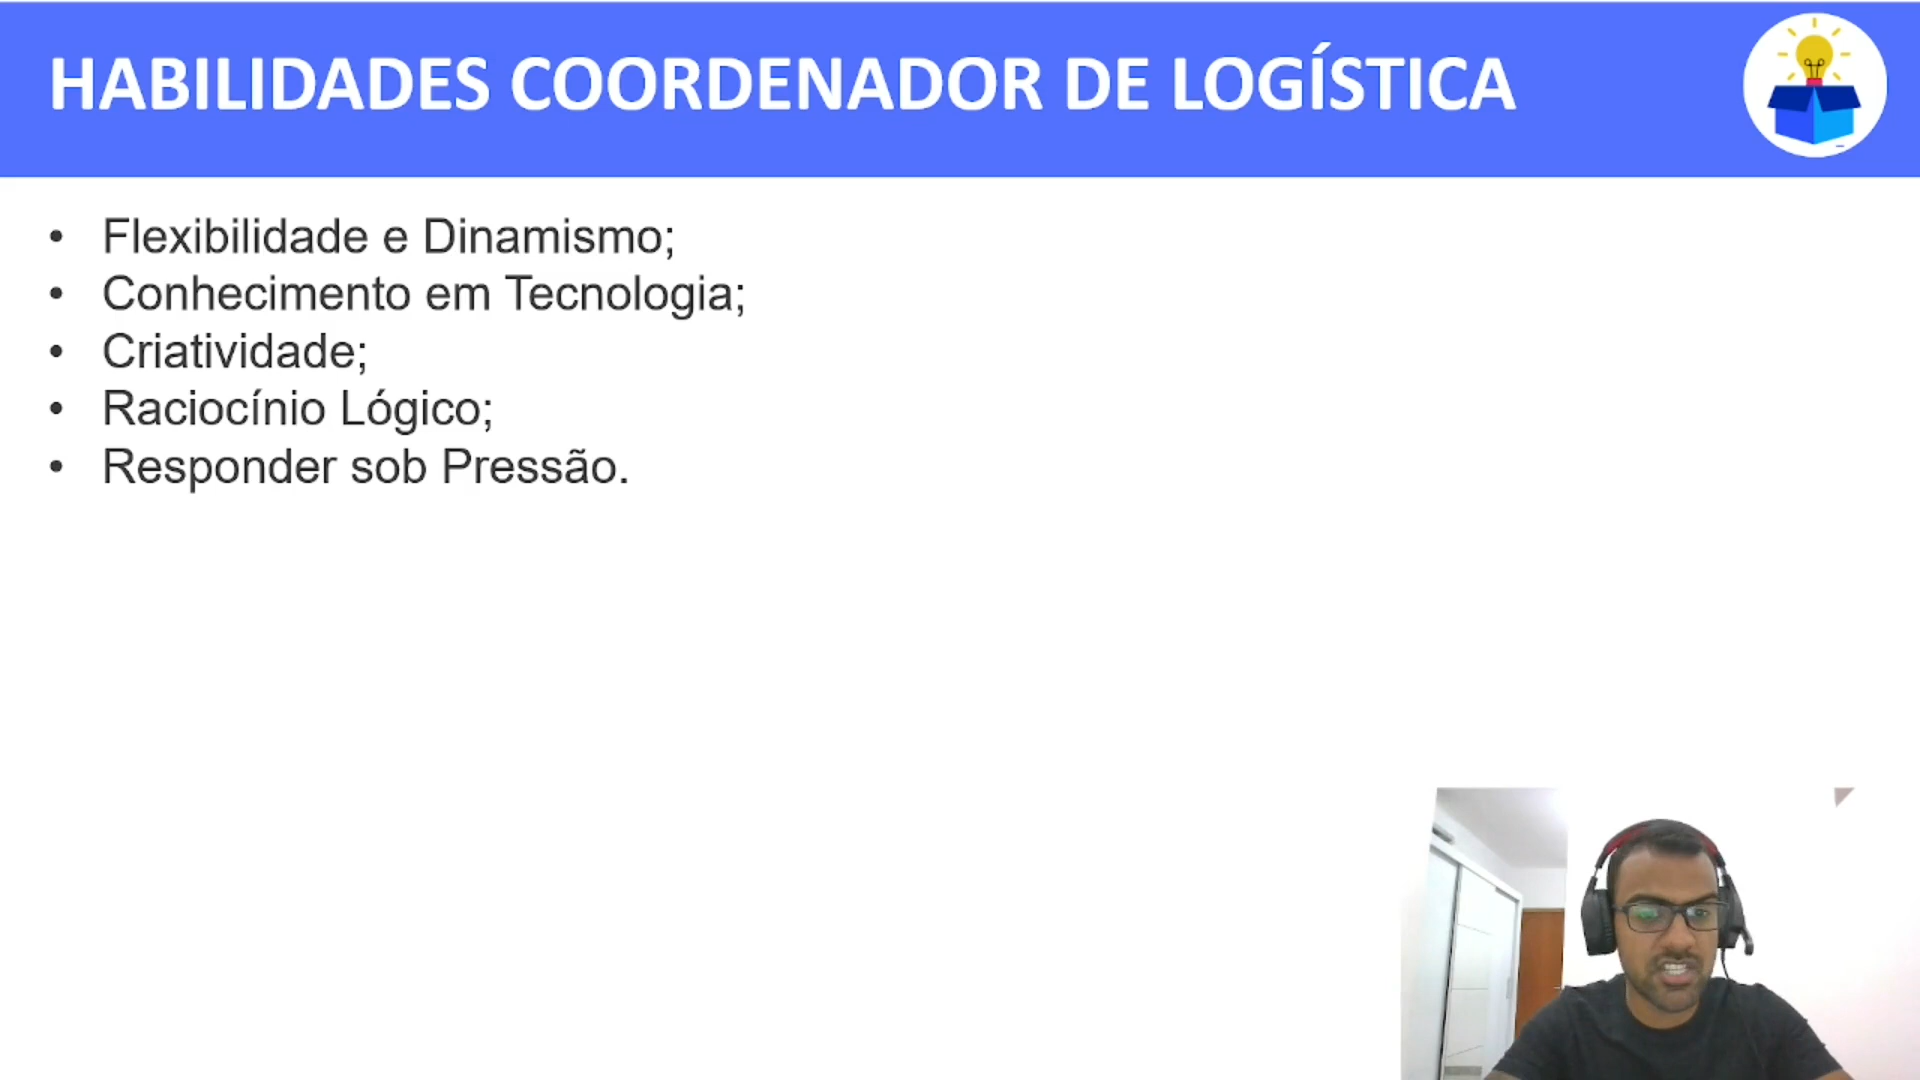 HABILIDADES COORDENADOR DE LOGÍSTICA
• Flexibilidade e Dinamismo;
• Conhecimento em Tecnologia;
• Criatividade;
• Raciocínio Lógico;
• Responder sob Pressão.